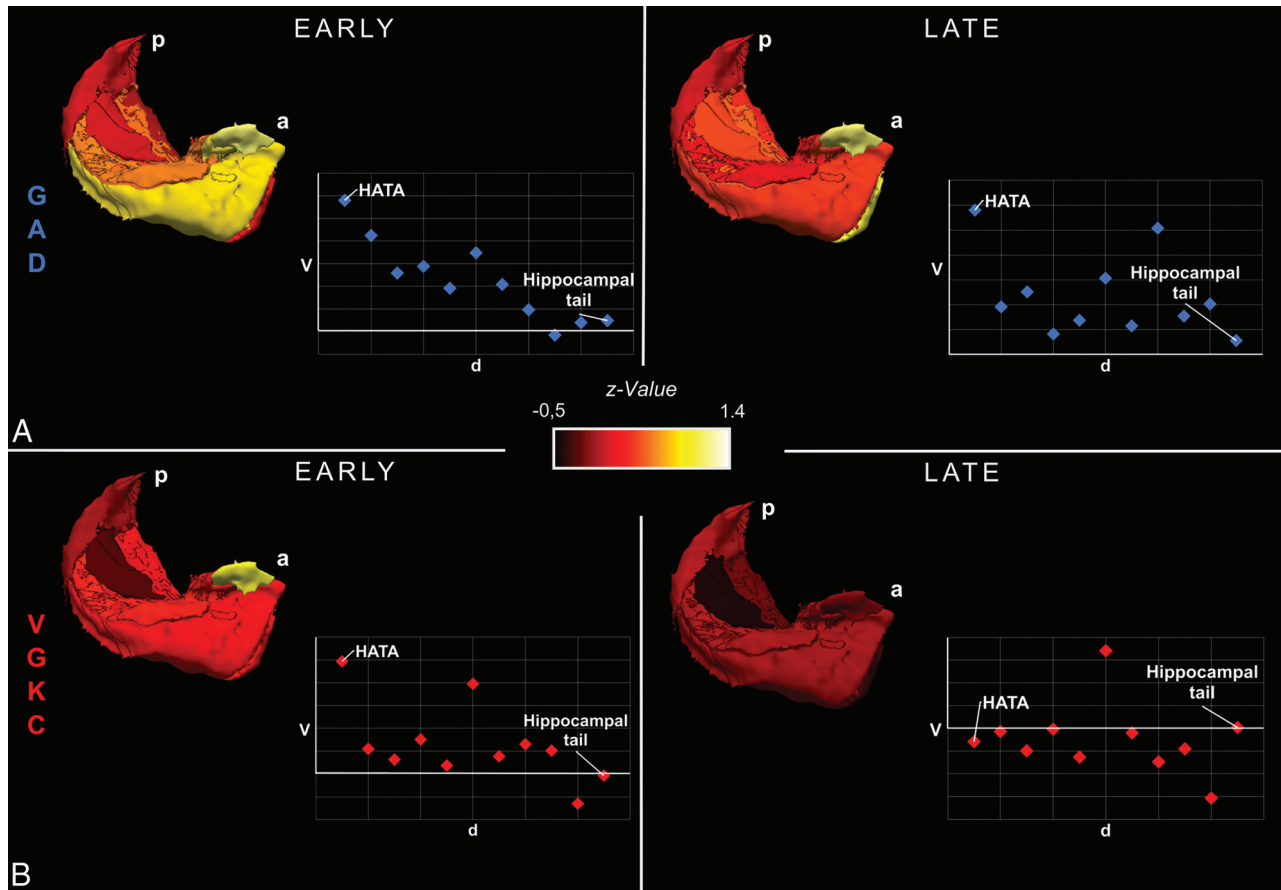 EARLY
LATE
p
a
p
a
G
A
D
HATA
V
Hippocampal
tail
d
HATA
V
Hippocampal
tail
d
z-Value
-0,5
1.4
A
EARLY
LATE
p
a
p
a
V
G
K
C
HATA
V
Hippocampal
tail
d
HATA
V
Hippocampal
tail
d
B